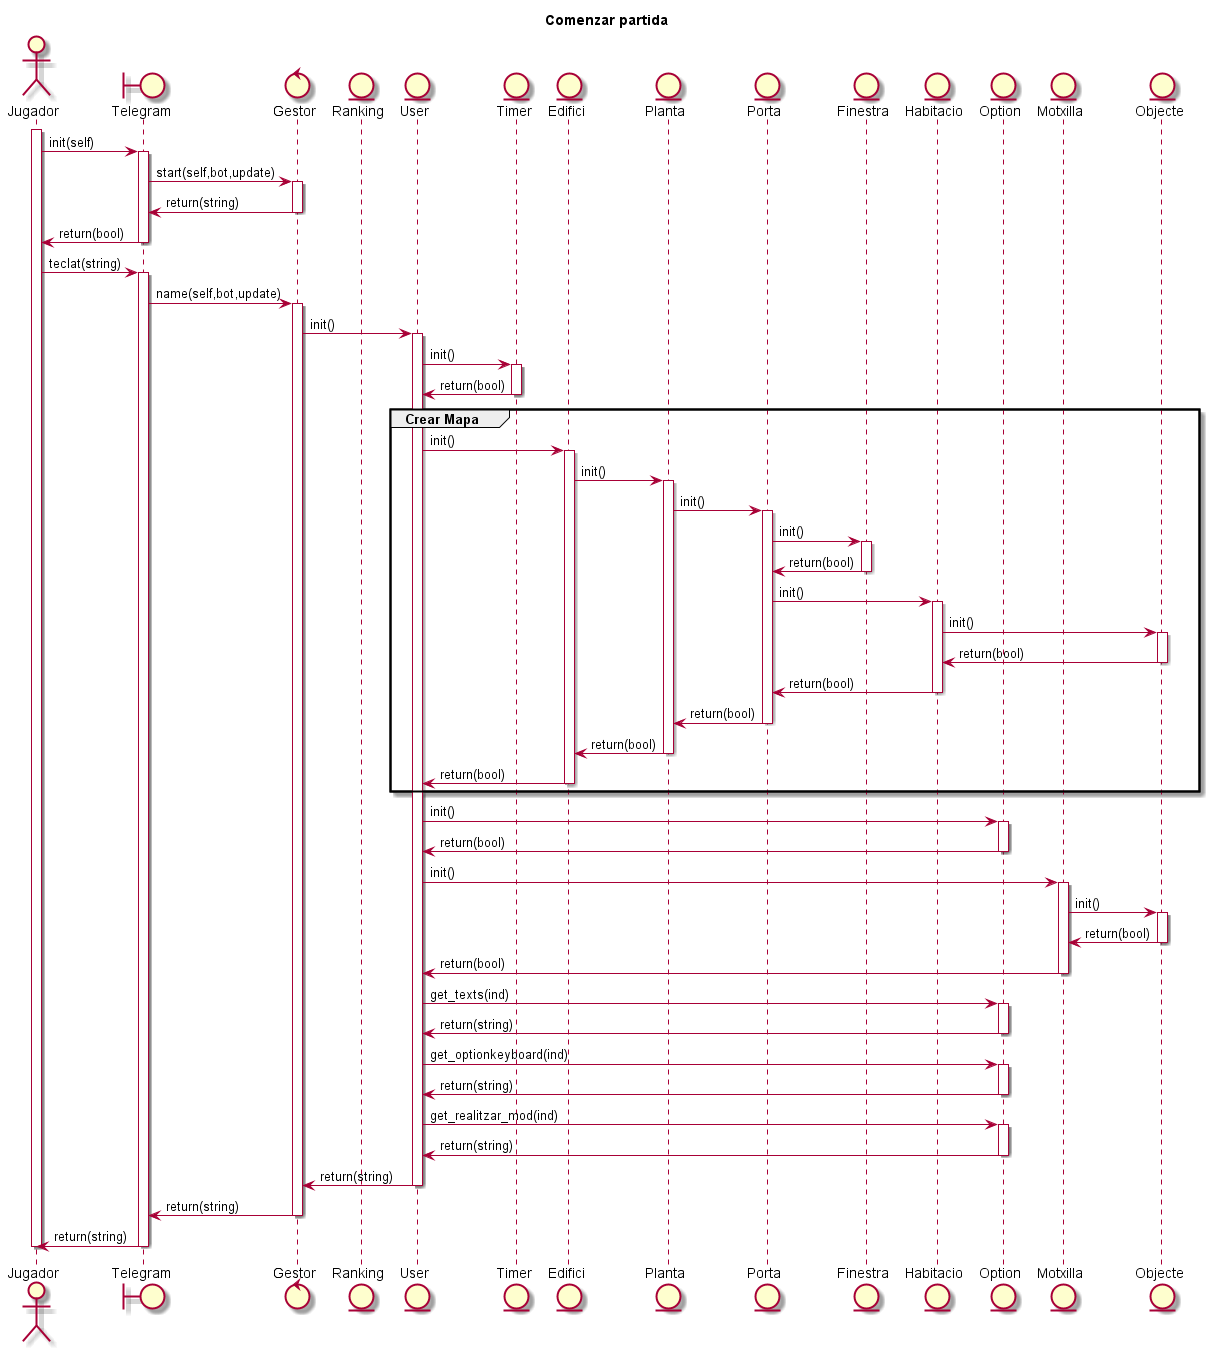 Comenzar partida
Jugador Telegram Gestor Ranking User Timer Edifici Planta Porta Finestra Habitacio Option Motxilla Objecte
init(self)
start(self,bot,update)
return(string)
return(bool)
teclat(string)
name(self,bot,update)
init()
init()
return(bool)
Crear Mapa
init()
init()
init()
init()
return(bool)
init()
init()
return(bool)
return(bool)
return(bool)
return(bool)
return(bool)
init()
return(bool)
init()
init()
return(bool)
return(bool)
get_texts(ind)
return(string)
get_optionkeyboard(ind)
return(string)
get_realitzar_mod(ind)
return(string)
return(string)
return(string)
return(string)
Jugador Telegram Gestor Ranking User Timer Edifici Planta Porta Finestra Habitacio Option Motxilla Objecte